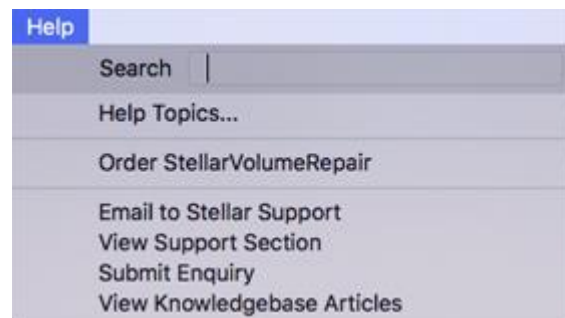 Help
Search
Help Topics...
Order StellarVolumeRepair
Email to Stellar Support
View Support Section
Submit Enquiry
View Knowledgebase Articles